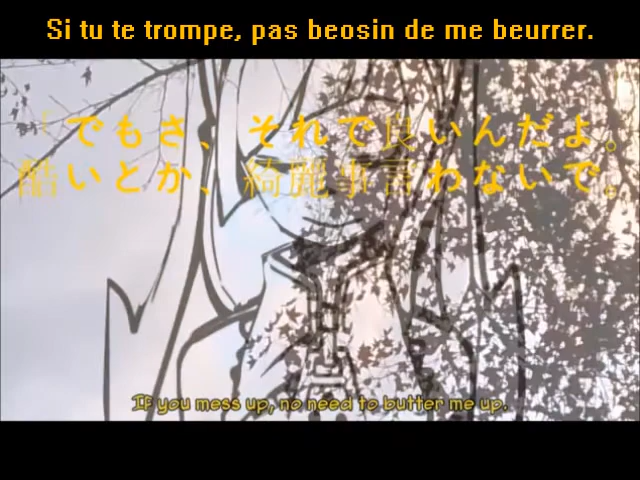 Si tu te trompe, pas beosin de me beurrer.
「でもさ、それで良いんだよ。
酷いとか、綺麗事言わないで。
If you mess up, no need to butter me up.